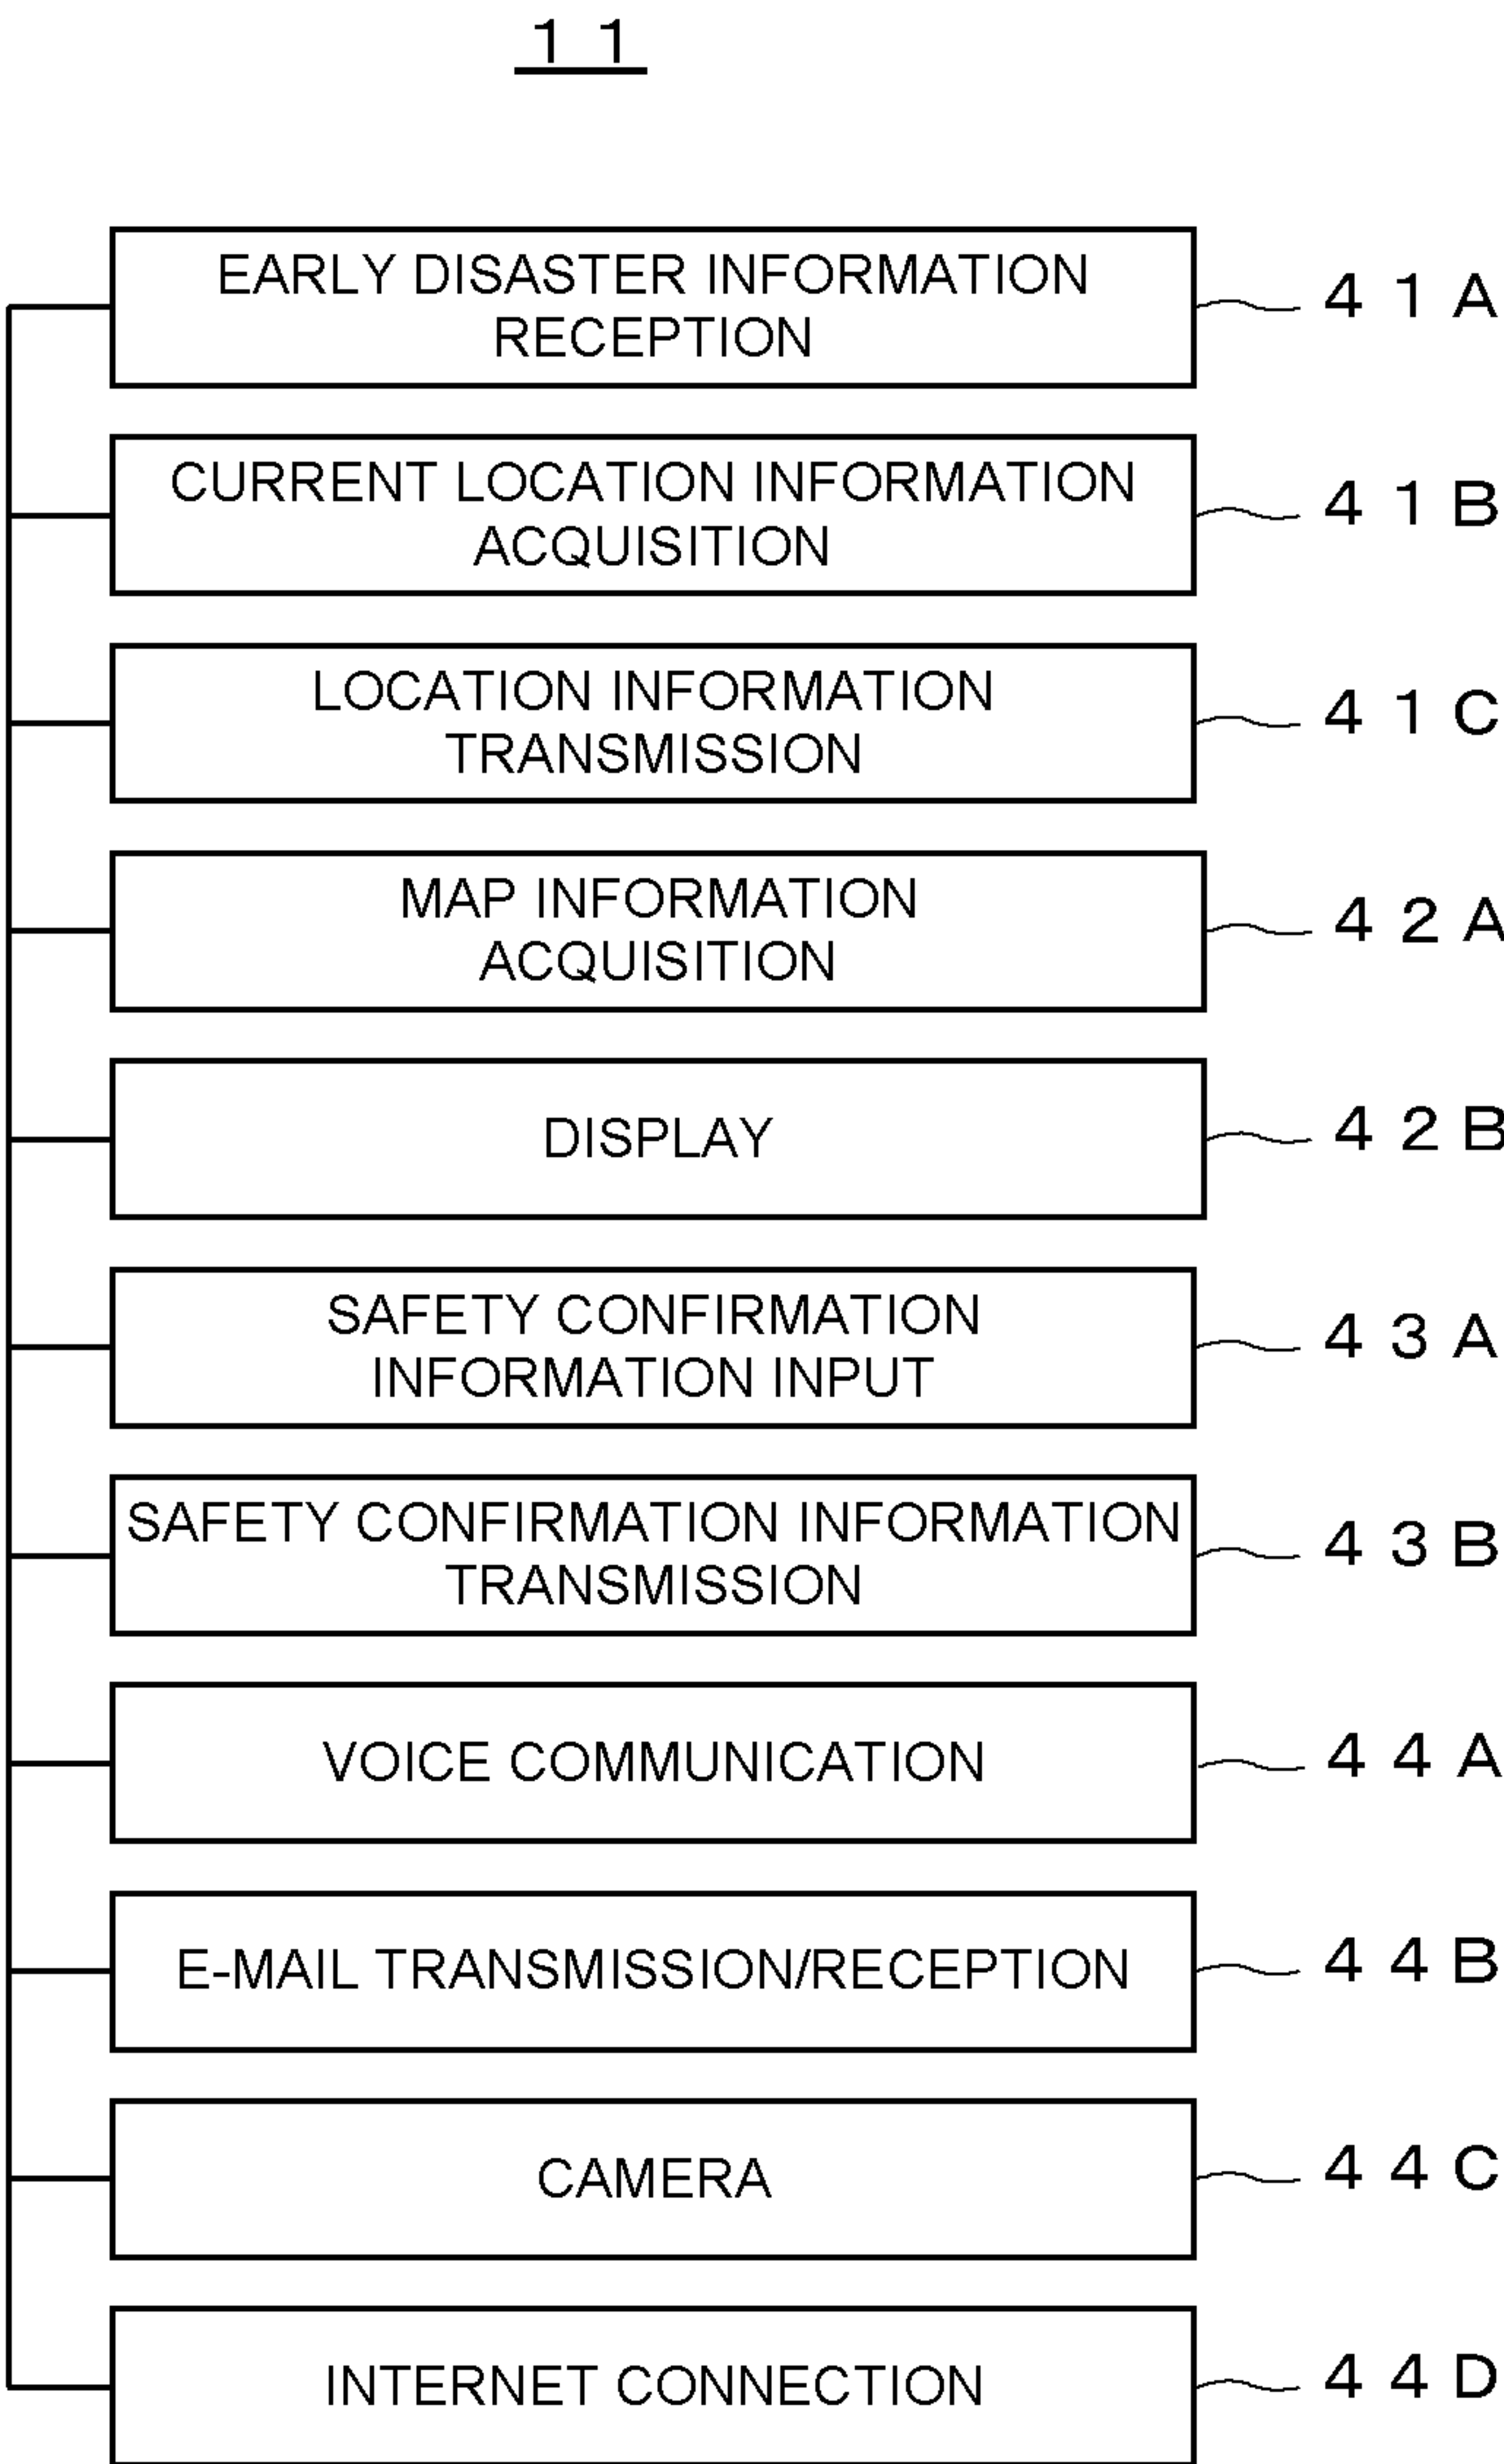 11
EARLY DISASTER INFORMATION
RECEPTION
41A
CURRENT LOCATION INFORMATION
ACQUISITION
41B
LOCATION INFORMATION
TRANSMISSION
41C
MAP INFORMATION
ACQUISITION
42A
DISPLAY
42B
SAFETY CONFIRMATION
INFORMATION INPUT
43A
SAFETY CONFIRMATION INFORMATION
TRANSMISSION
43B
VOICE COMMUNICATION
44A
E-MAIL TRANSMISSION/RECEPTION
44B
CAMERA
44C
INTERNET CONNECTION
44D